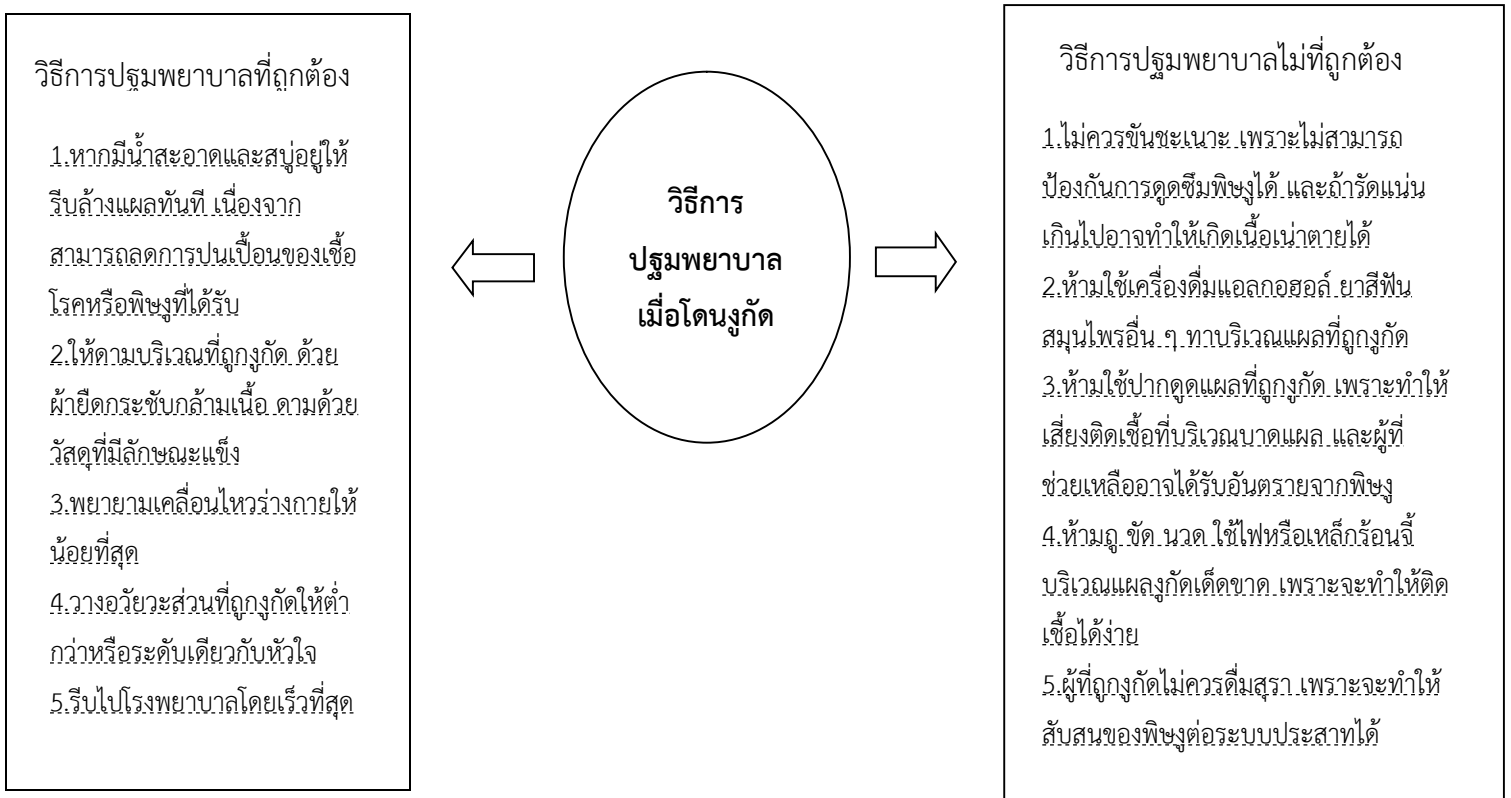 วิธีการปฐมพยาบาลที่ถูกต้อง
1.หากมีน้ำสะอาดและสบู่อยู่ให้
รีบล้างแผลทันที เนื่องจาก
สามารถลดการปนเปื้อนของเชื้อ
โรคหรือพิษงูที่ได้รับ
2.ให้ดามบริเวณที่ถูกงูกัด ด้วย
ผ้ายืดกระชับกล้ามเนื้อ ดามด้วย
วัสดุที่มีลักษณะแข็ง
3.พยายามเคลื่อนไหวร่างกายให้
น้อยที่สุด
4.วางอวัยวะส่วนที่ถูกงูกัดให้ต่ำ
กว่าหรือระดับเดียวกับหัวใจ
5.รีบไปโรงพยาบาลโดยเร็วที่สุด
วิธีการ
ปฐมพยาบาล
เมื่อโดนงูกัด
วิธีการปฐมพยาบาลไม่ที่ถูกต้อง
1.ไม่ควรขันชะเนาะ เพราะไม่สามารถ
ป้องกันการดูดซึมพิษงูได้ และถ้ารัดแน่น
เกินไปอาจทำให้เกิดเนื้อเน่าตายได้
2.ห้ามใช้เครื่องดื่มแอลกอฮอล์ ยาสีฟัน
สมุนไพรอื่น ๆ ทาบริเวณแผลที่ถูกงูกัด
3.ห้ามใช้ปากดูดแผลที่ถูกงูกัด เพราะทำให้
เสี่ยงติดเชื้อที่บริเวณบาดแผล และผู้ที่
ช่วยเหลืออาจได้รับอันตรายจากพิษงู
4.ห้ามถู ขัด นวด ใช้ไฟหรือเหล็กร้อนจี้
บริเวณแผลงูกัดเด็ดขาด เพราะจะทำให้ติด
เชื้อได้ง่าย
5.ผู้ที่ถูกงูกัดไม่ควรดื่มสุรา เพราะจะทำให้
สับสนของพิษงูต่อระบบประสาทได้